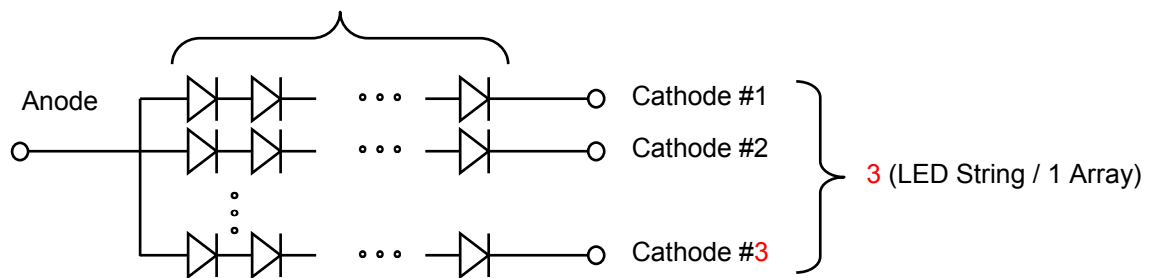 Anode
Cathode #1
Cathode #2
3 (LED String / 1 Array)
Cathode #3